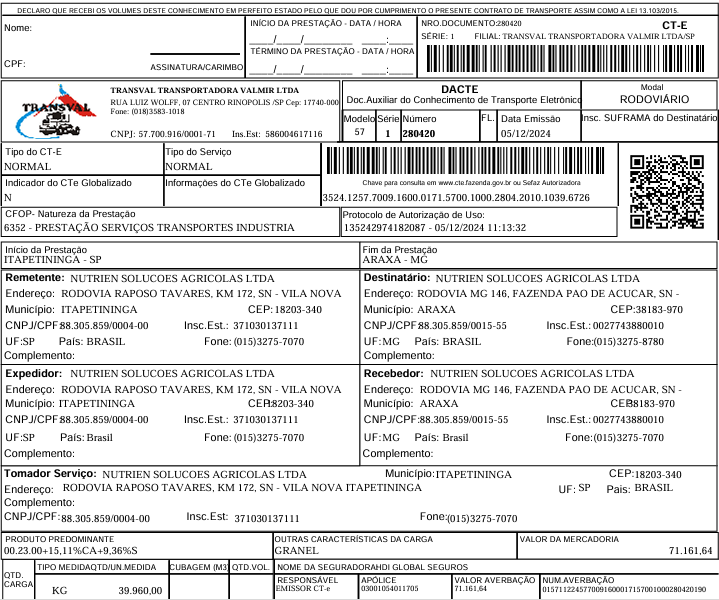 DECLARO QUE RECEBI OS VOLUMES DESTE CONHECIMENTO EM PERFEITO ESTADO PELO QUE DOU POR CUMPRIMENTO O PRESENTE CONTRATO DE TRANSPORTE ASSIM COMO A LEI 13.103/2015.
Nome:
CPF:
ASSINATURA/CARIMBO
INÍCIO DA PRESTAÇÃO - DATA / HORA
____/____/____ ____:____
TÉRMINO DA PRESTAÇÃO - DATA / HORA
____/____/____ ____:____
NRO.DOCUMENTO:280420 CT-E
SÉRIE: 1 FILIAL: TRANSVAL TRANSPORTADORA VALMIR LTDA/SP
TRANSVAL
TRANSPORTADORA VALMIR LTDA
RUA LUIZ WOLFF, 07 CENTRO RINOPOLIS /SP Cep: 17740-000
Fone: (018)3583-1018
CNPJ: 57.700.916/0001-71 Ins.Est: 586004617116
DACTE
Doc.Auxiliar do Conhecimento de Transporte Eletrônico
Modelo Série Número FL. Data Emissão
57 1 280420 05/12/2024
Modal
RODOVIÁRIO
Insc. SUFRAMA do Destinatário
Tipo do CT-E Tipo do Serviço
NORMAL NORMAL
Indicador do CTe Globalizado Informações do CTe Globalizado
N
Chave para consulta em www.cte.fazenda.gov.br ou Sefaz Autorizadora
3524.1257.7009.1600.0171.5700.1000.2804.2010.1039.6726
CFOP- Natureza da Prestação
6352 - PRESTAÇÃO SERVIÇOS TRANSPORTES INDUSTRIA
Protocolo de Autorização de Uso:
135242974182087 - 05/12/2024 11:13:32
Início da Prestação
ITAPETININGA - SP
Fim da Prestação
ARAXA - MG
Remetente: NUTRIEN SOLUCOES AGRICOLAS LTDA
Endereço: RODOVIA RAPOSO TAVARES, KM 172, SN - VILA NOVA
Município: ITAPETININGA CEP:18203-340
CNPJ/CPF:88.305.859/0004-00 Insc.Est.: 371030137111
UF:SP País: BRASIL Fone:(015)3275-7070
Complemento:
Destinatário: NUTRIEN SOLUCOES AGRICOLAS LTDA
Endereço: RODOVIA MG 146, FAZENDA PAO DE ACUCAR, SN -
Município: ARAXA CEP:38183-970
CNPJ/CPF:88.305.859/0015-55 Insc.Est.: 0027743880010
UF:MG País: BRASIL Fone:(015)3275-8780
Complemento:
Expedidor: NUTRIEN SOLUCOES AGRICOLAS LTDA
Endereço: RODOVIA RAPOSO TAVARES, KM 172, SN - VILA NOVA
Município: ITAPETININGA CEP:18203-340
CNPJ/CPF:88.305.859/0004-00 Insc.Est.: 371030137111
UF:SP País: Brasil Fone: (015)3275-7070
Complemento:
Recebedor: NUTRIEN SOLUCOES AGRICOLAS LTDA
Endereço: RODOVIA MG 146, FAZENDA PAO DE ACUCAR, SN -
Município: ARAXA CEP:38183-970
CNPJ/CPF:88.305.859/0015-55 Insc.Est.: 0027743880010
UF:MG País: Brasil Fone:(015)3275-7070
Complemento:
Tomador Serviço: NUTRIEN SOLUCOES AGRICOLAS LTDA Município:ITAPETININGA CEP:18203-340
Endereço: RODOVIA RAPOSO TAVARES, KM 172, SN - VILA NOVA ITAPETININGA UF: SP Pais: BRASIL
Complemento:
CNPJ/CPF:88.305.859/0004-00 Insc.Est: 371030137111 Fone:(015)3275-7070
PRODUTO PREDOMINANTE
00.23.00+15,11%CA+9,36%S
OUTRAS CARACTERÍSTICAS DA CARGA
GRANEL
VALOR DA MERCADORIA
71.161,64
QTD. CARGA
TIPO MEDIDA QTD/UN.MEDIDA CUBAGEM (M3) QTD.VOL.
KG 39.960,00
NOME DA SEGURADORAHDI GLOBAL SEGUROS
RESPONSÁVEL APÓLICE VALOR AVERBAÇÃO NUM.AVERBAÇÃO
EMISSOR CT-e 03001054011705 71.161,64 0157112245770091600017157001000280420190